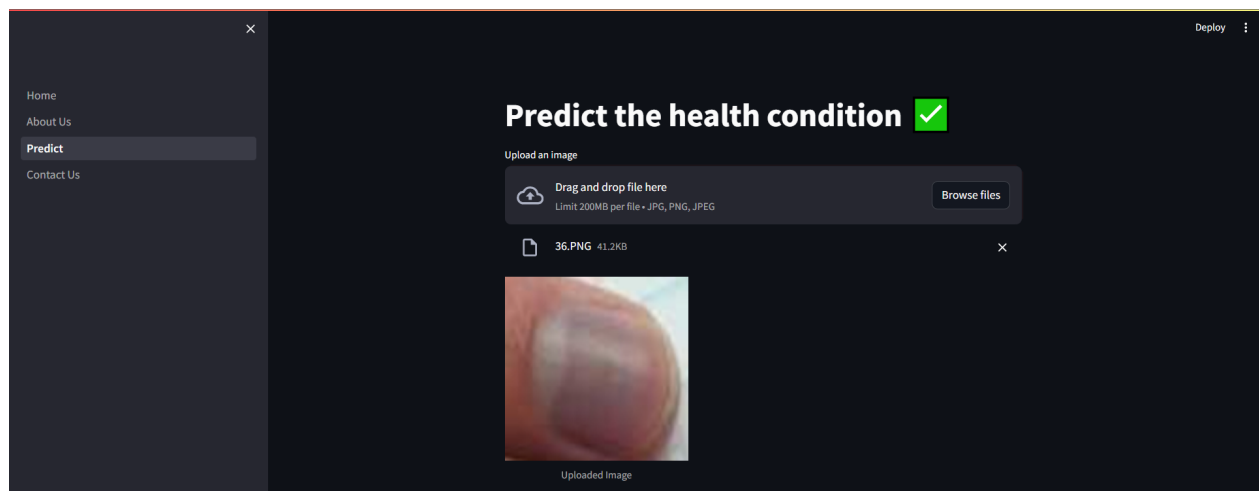 Deploy
Home
About Us
Predict
Contact Us
Predict the health condition ✅
Upload an image
Drag and drop file here
Limit 200MB per file • JPG, PNG, JPEG
Browse files
36.PNG 41.2KB
Uploaded Image